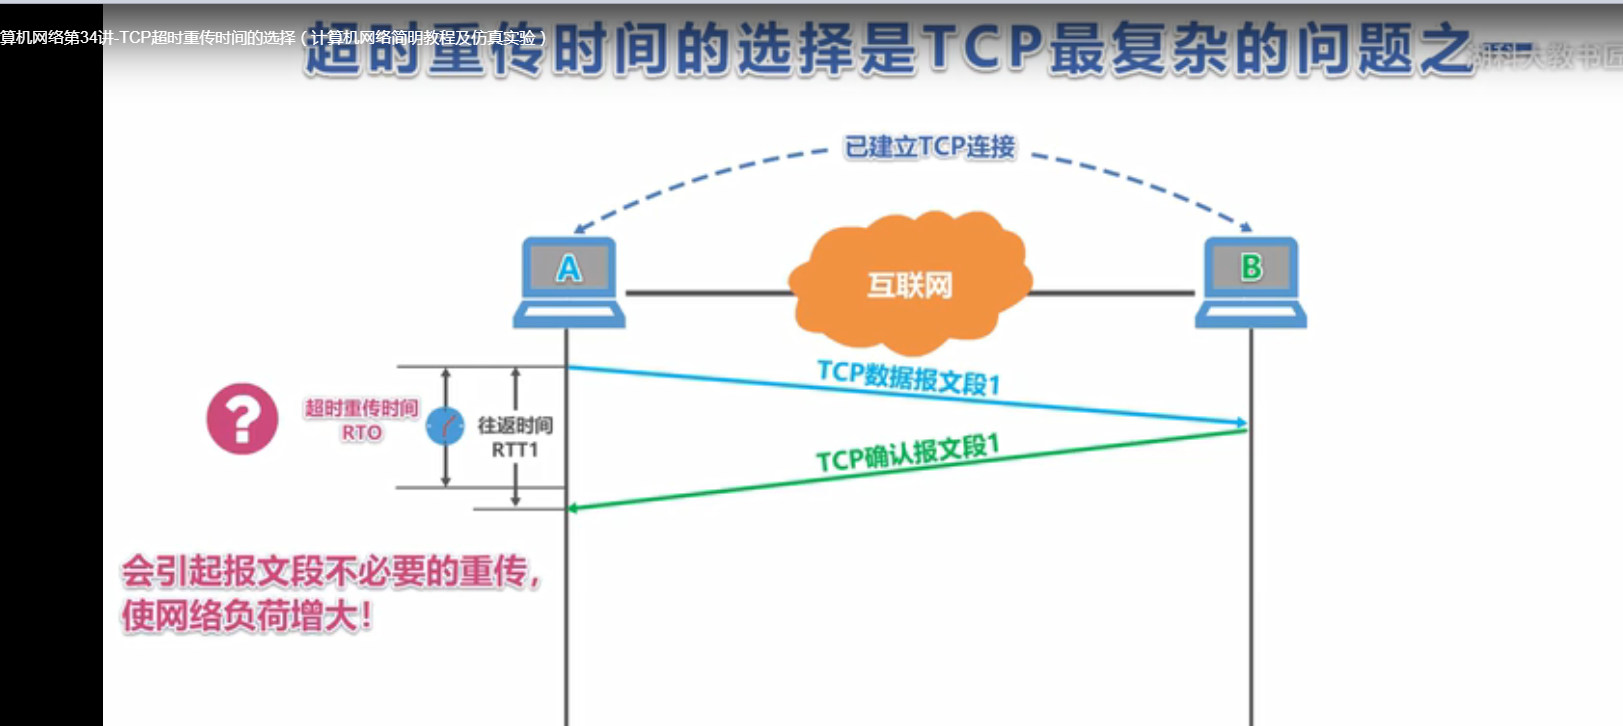 算机网络第34讲-TCP超时重传时间的选择（计算机网络简明教程及仿真实验）
超时重传时间的选择是TCP最复杂的问题之一
湖科大教书匠
已建立TCP连接
A
互联网
B
TCP数据报文段1
?
超时重传时间
RTO
往返时间
RTT1
TCP确认报文段1
会引起报文段不必要的重传，
使网络负荷增大！